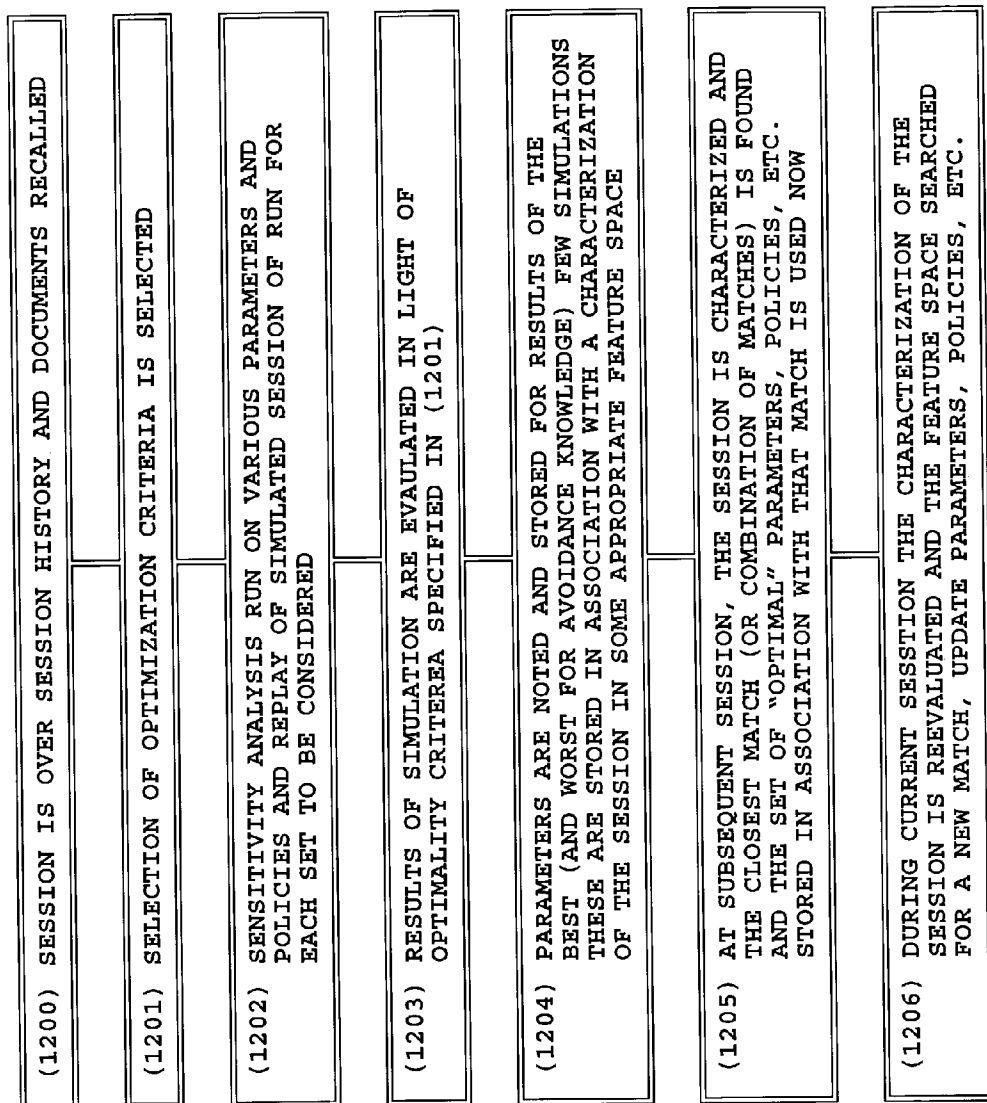 (1200) SESSION IS OVER SESSION HISTORY AND DOCUMENTS RECALLED
(1201) SELECTION OF OPTIMIZATION CRITERIA IS SELECTED
(1202) SENSITIVITY ANALYSIS RUN ON VARIOUS PARAMETERS AND
POLICIES AND REPLAY OF SIMULATED SESSION OF RUN FOR
EACH SET TO BE CONSIDERED
(1203) RESULTS OF SIMULATION ARE EVAULATED IN LIGHT OF
OPTIMALITY CRITEREA SPECIFIED IN (1201)
(1204) PARAMETERS ARE NOTED AND STORED FOR RESULTS OF THE
BEST (AND WORST FOR AVOIDANCE KNOWLEDGE) FEW SIMULATIONS
THESE ARE STORED IN ASSOCIATION WITH A CHARACTERIZATION
OF THE SESSION IN SOME APPROPRIATE FEATURE SPACE
(1205) AT SUBSEQUENT SESSION, THE SESSION IS CHARACTERIZED AND
THE CLOSEST MATCH (OR COMBINATION OF MATCHES) IS FOUND
AND THE SET OF "OPTIMAL" PARAMETERS, POLICIES, ETC.
STORED IN ASSOCIATION WITH THAT MATCH IS USED NOW
(1206) DURING CURRENT SESSTION THE CHARACTERIZATION OF THE
SESSION IS REEVALUATED AND THE FEATURE SPACE SEARCHED
FOR A NEW MATCH, UPDATE PARAMETERS, POLICIES, ETC.